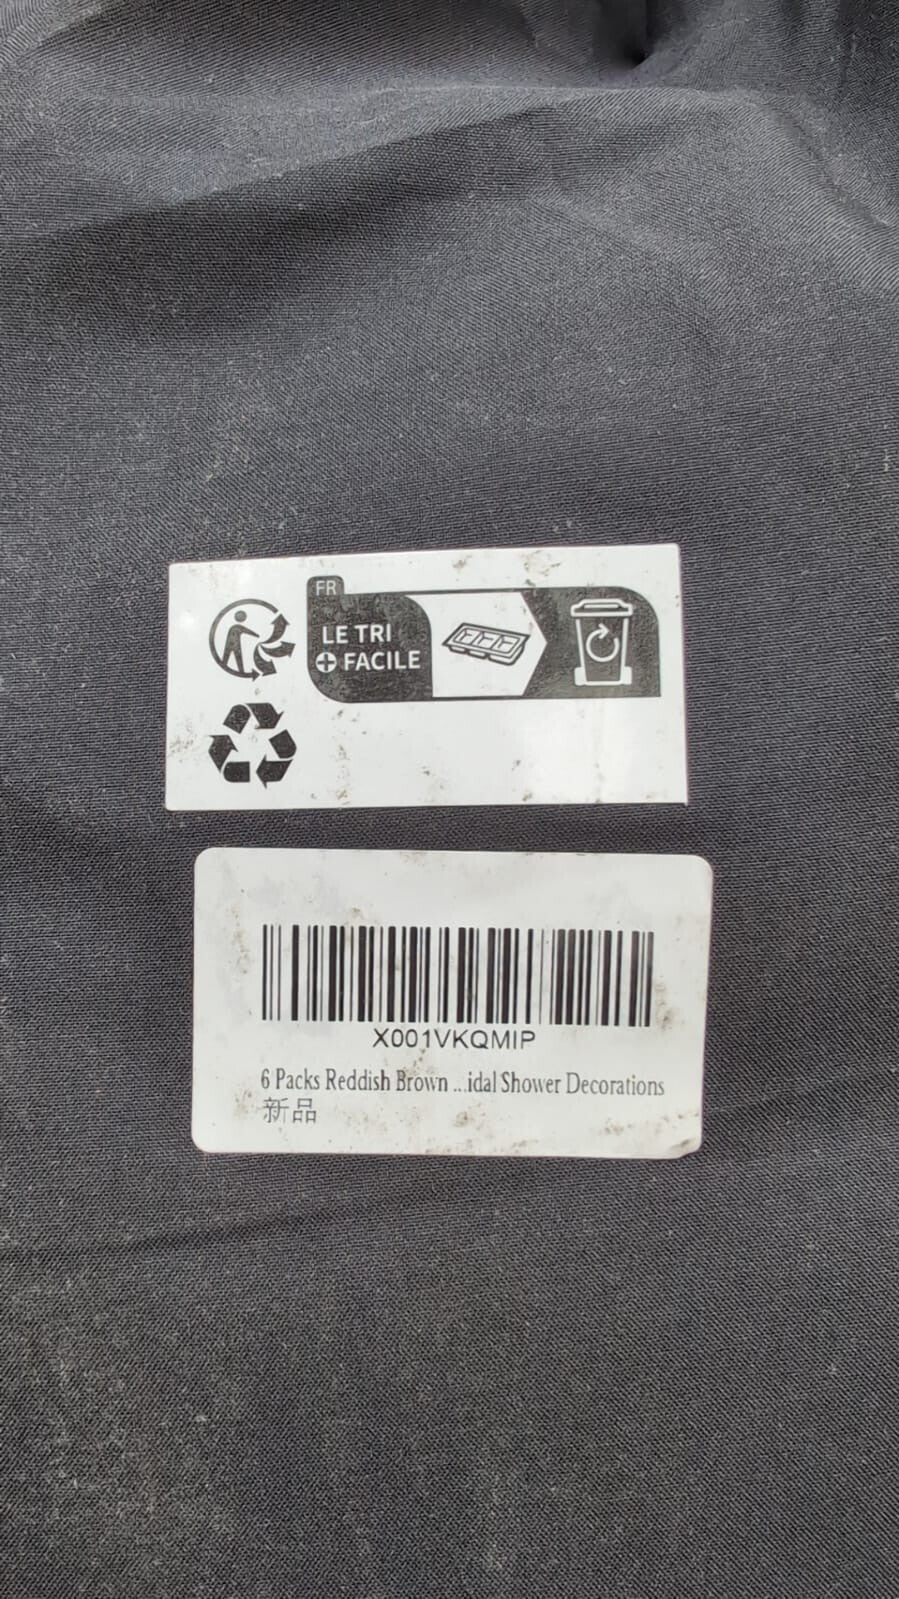 FR
LE TRI
+ FACILE
X001VKQMIP
6 Packs Reddish Brown ...idal Shower Decorations
新品